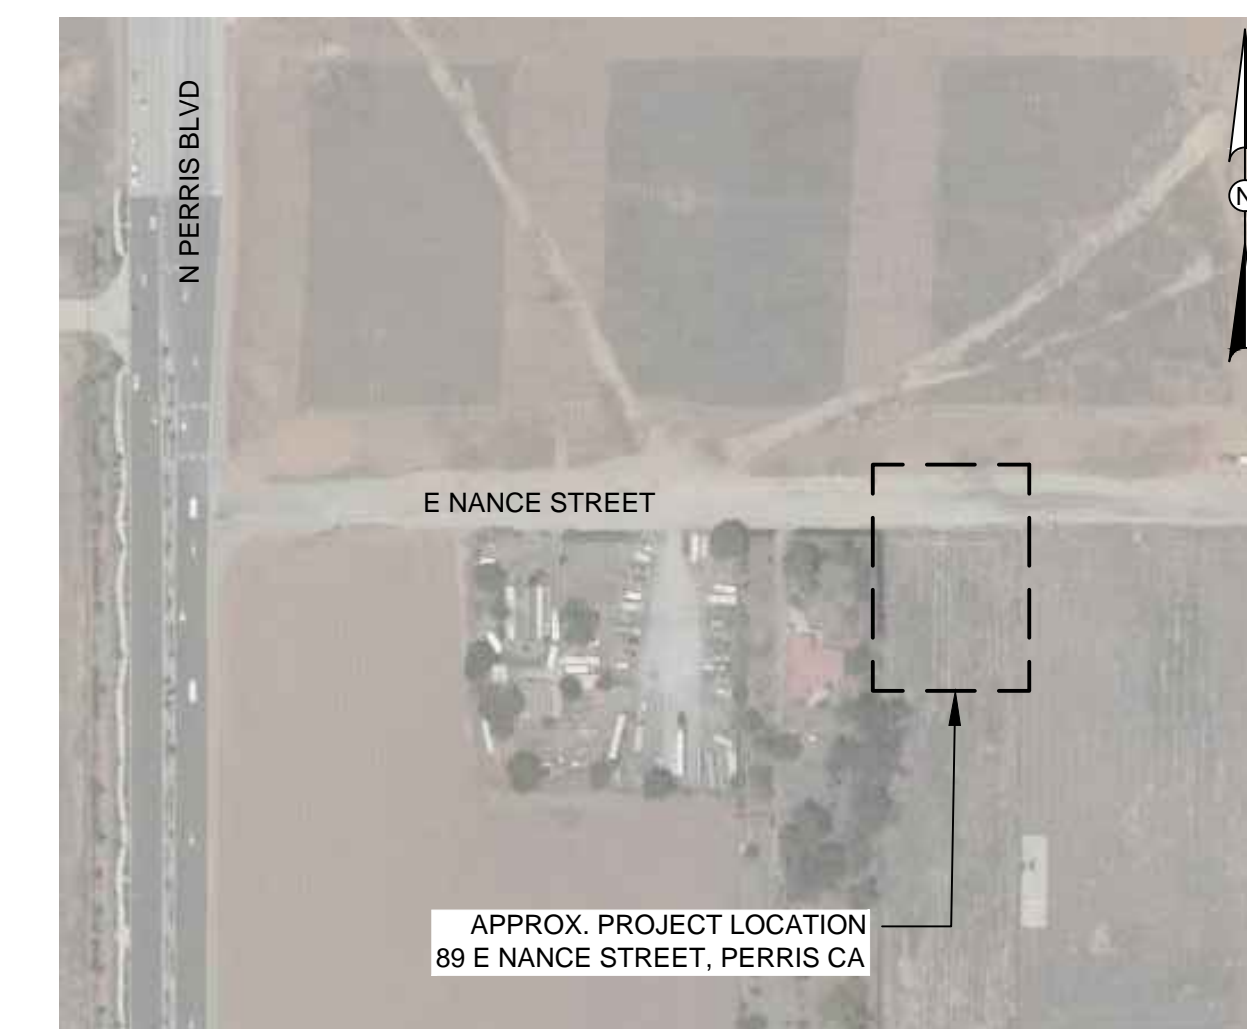 N PERRIS BLVD
N
E NANCE STREET
APPROX. PROJECT LOCATION
89 E NANCE STREET, PERRIS CA